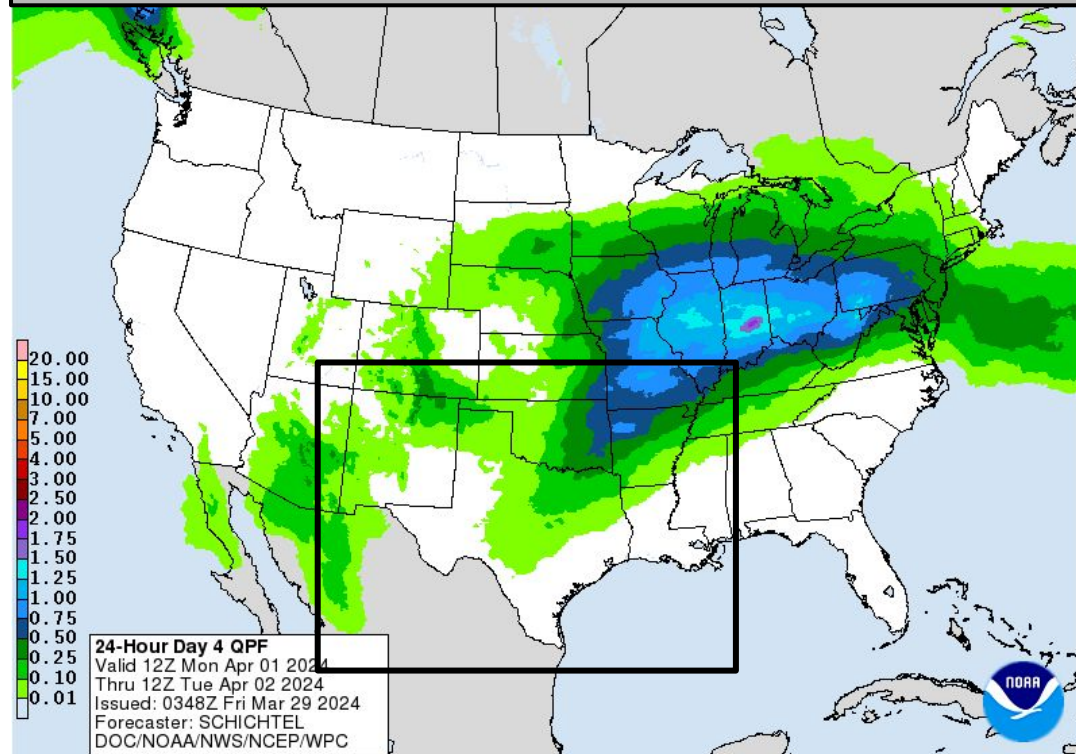 20.00
15.00
10.00
7.00
5.00
4.00
3.00
2.50
2.00
1.75
1.50
1.25
1.00
0.75
0.50
0.25
0.10
0.01
24-Hour Day 4 QPF
Valid 12Z Mon Apr 01 2024
Thru 12Z Tue Apr 02 2024
Issued: 0348Z Fri Mar 29 2024
Forecaster: SCHICHTEL
DOC/NOAA/NWS/NCEP/WPC
NOAA